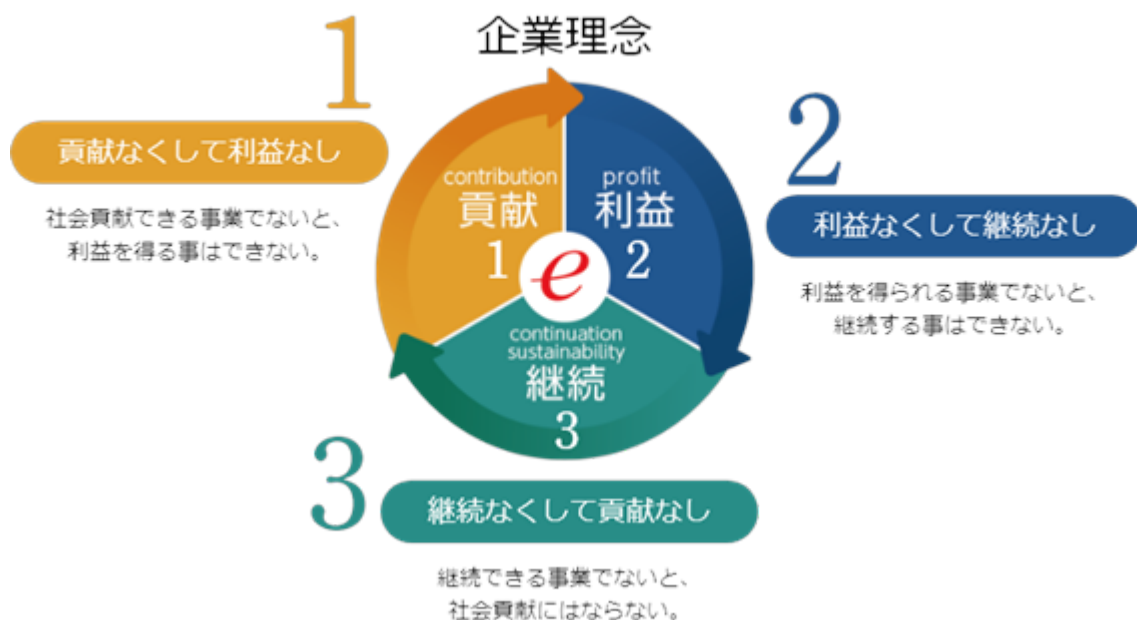 企業理念
1
貢献なくして利益なし
社会貢献できる事業でないと、
利益を得る事はできない。
2
利益なくして継続なし
利益を得られる事業でないと、
継続する事はできない。
contribution
貢献
1
profit
利益
2
e
continuation
sustainability
継続
3
3
継続なくして貢献なし
継続できる事業でないと、
社会貢献にはならない。